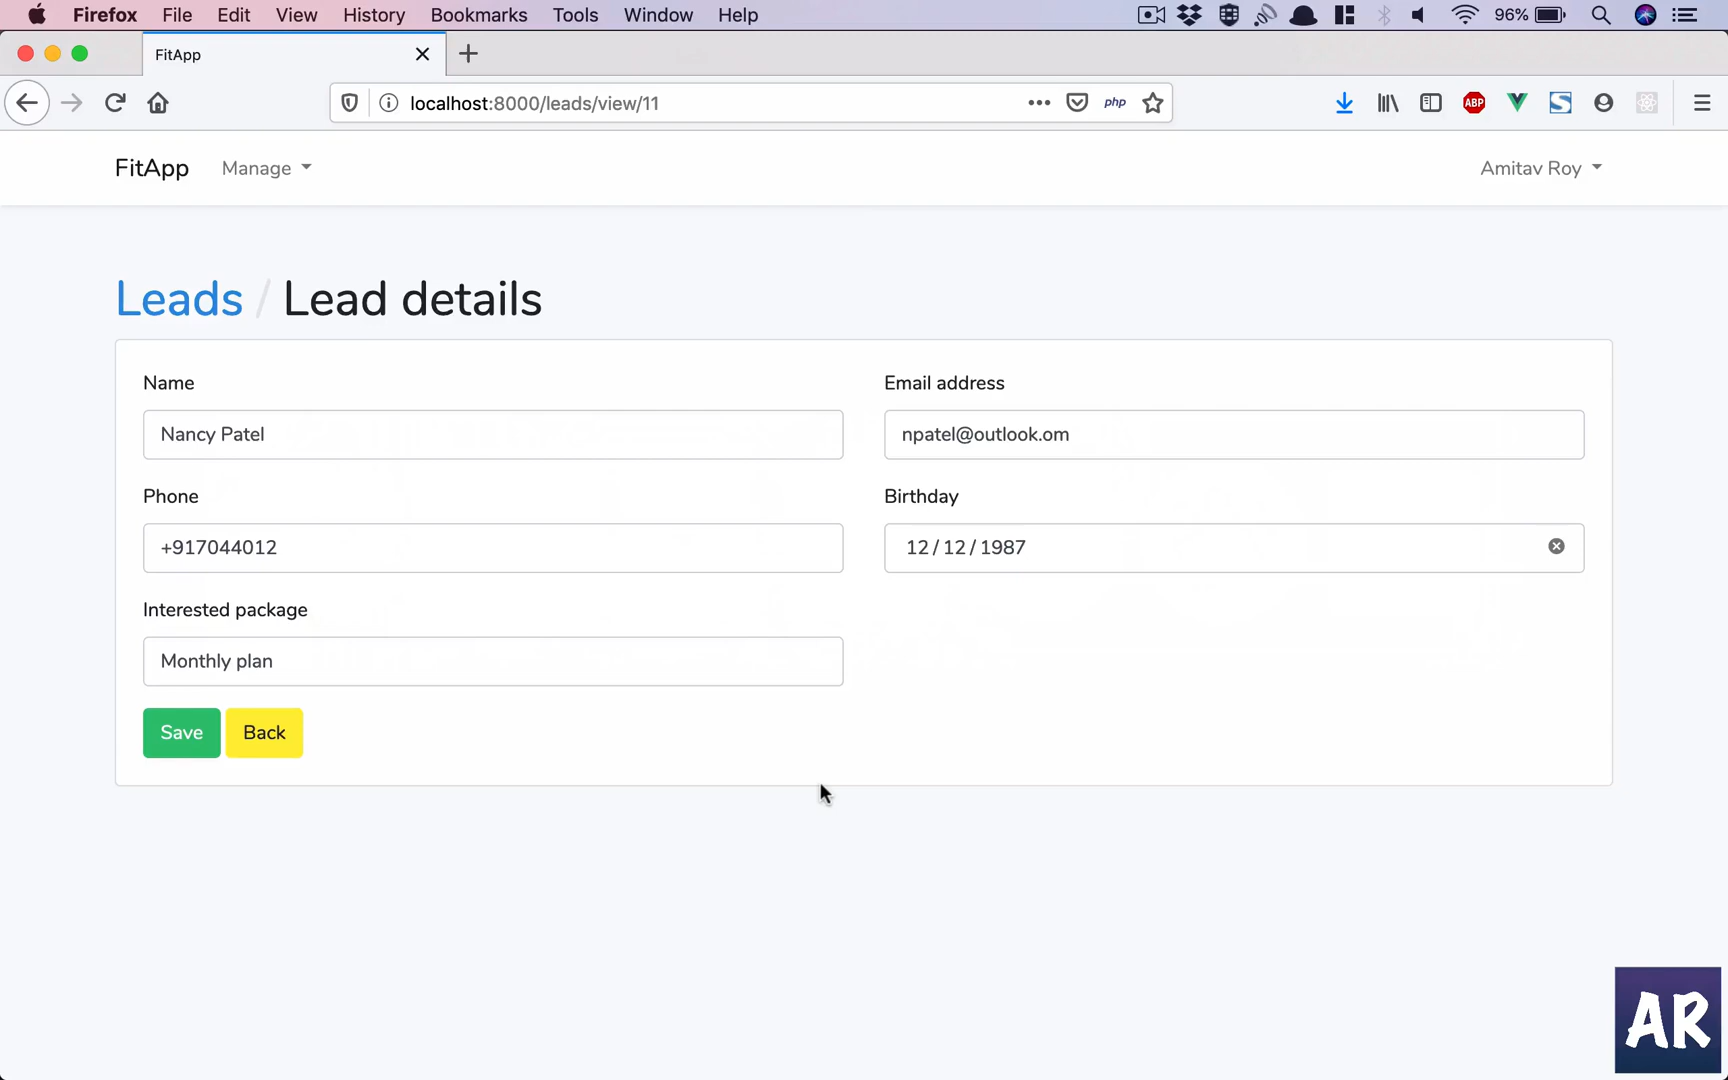 Firefox File Edit View History Bookmarks Tools Window Help 96%
FitApp
localhost:8000/leads/view/11 php ABP
FitApp Manage Amitav Roy
Leads / Lead details
Name Email address
Nancy Patel npatel@outlook.om
Phone Birthday
+917044012 12 / 12 / 1987
Interested package
Monthly plan
Save Back
AR